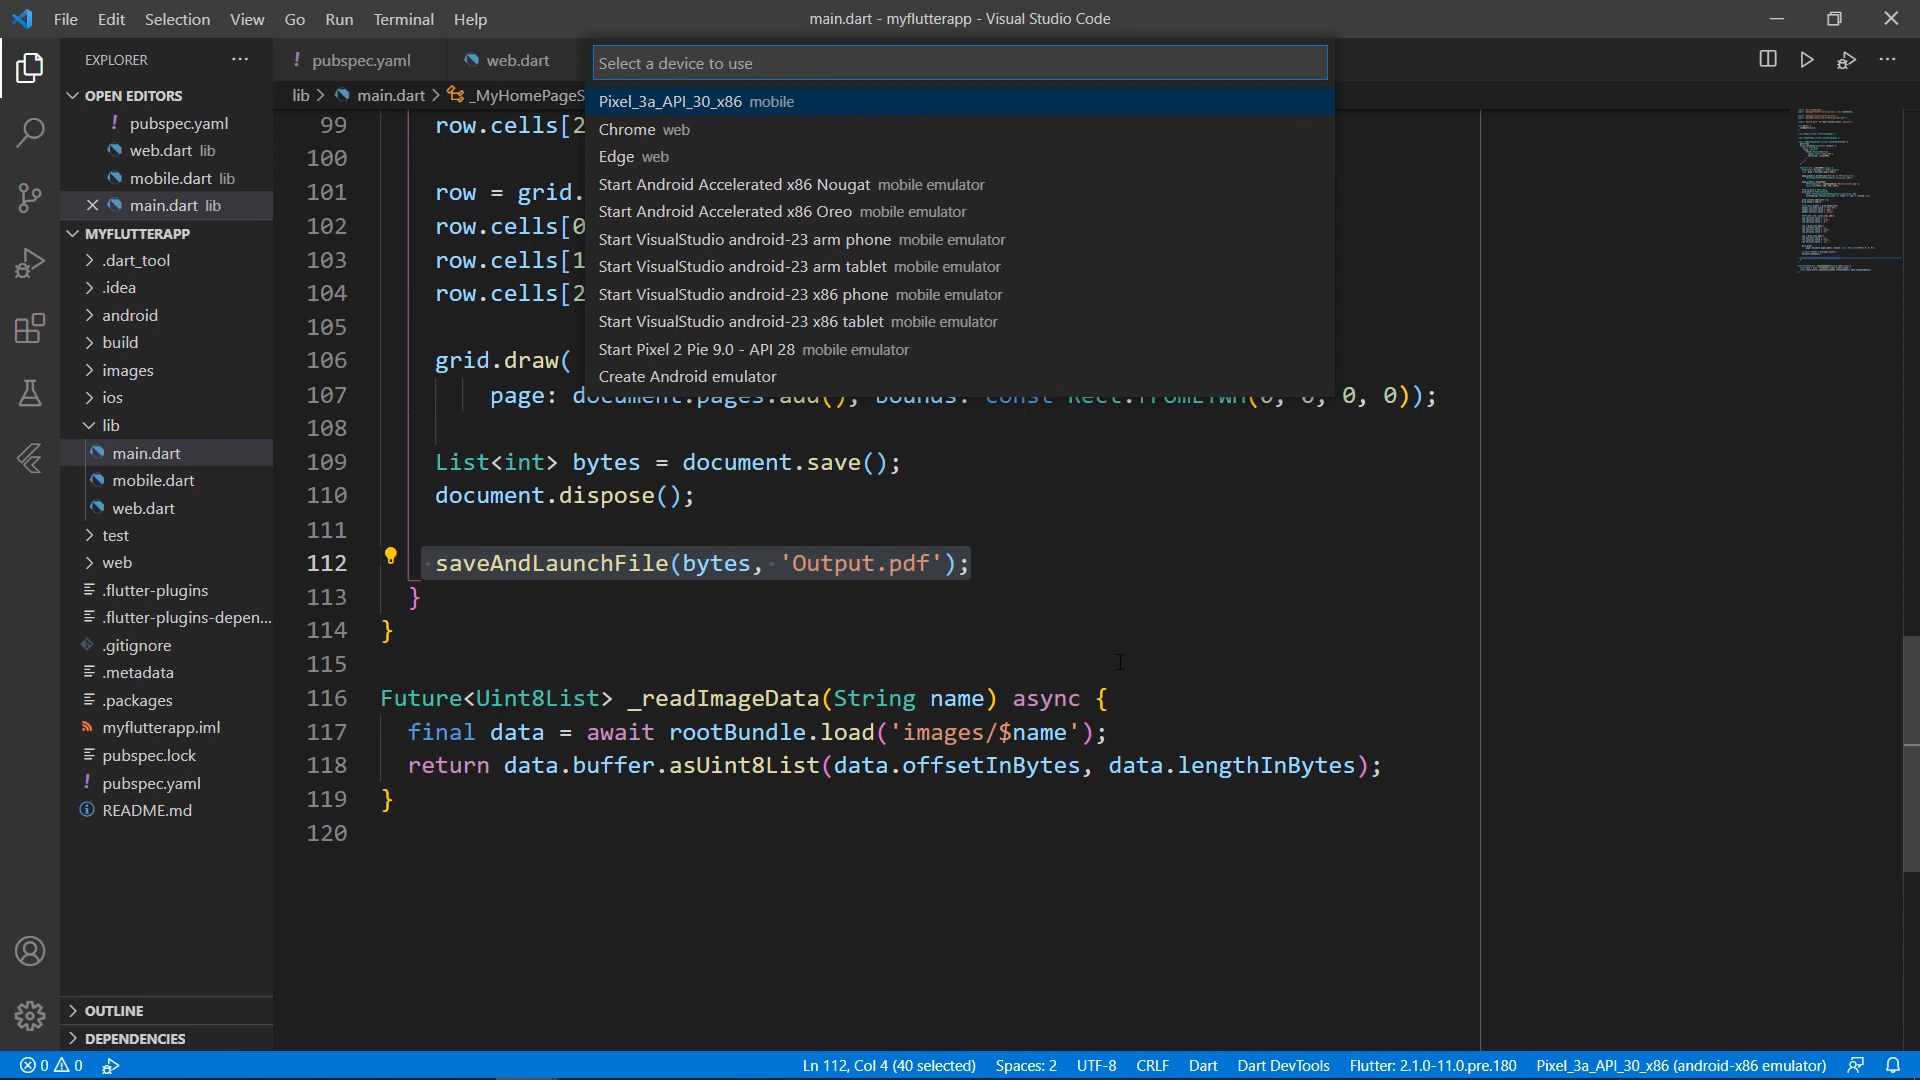 File Edit Selection View Go Run Terminal Help
main.dart - myflutterapp - Visual Studio Code
EXPLORER
OPEN EDITORS
! pubspec.yaml
web.dart lib
mobile.dart lib
main.dart lib
MYFLUTTERAPP
.dart_tool
.idea
android
build
images
ios
lib
main.dart
mobile.dart
web.dart
test
web
.flutter-plugins
.flutter-plugins-depen...
.gitignore
.metadata
.packages
myflutterapp.iml
pubspec.lock
! pubspec.yaml
README.md
OUTLINE
DEPENDENCIES
! pubspec.yaml
web.dart
lib > main.dart > _MyHomePageS
Select a device to use
Pixel_3a_API_30_x86 mobile
Chrome web
Edge web
Start Android Accelerated x86 Nougat mobile emulator
Start Android Accelerated x86 Oreo mobile emulator
Start VisualStudio android-23 arm phone mobile emulator
Start VisualStudio android-23 arm tablet mobile emulator
Start VisualStudio android-23 x86 phone mobile emulator
Start VisualStudio android-23 x86 tablet mobile emulator
Start Pixel 2 Pie 9.0 - API 28 mobile emulator
Create Android emulator
99 row.cells[2
100
101 row = grid.
102 row.cells[0
103 row.cells[1
104 row.cells[2
105
106 grid.draw(
107 page: document.pages.add(), bounds: const Rect.fromLTWH(0, 0, 0, 0));
108
109 List<int> bytes = document.save();
110 document.dispose();
111
112 saveAndLaunchFile(bytes, 'Output.pdf');
113 }
114 }
115
116 Future<Uint8List> _readImageData(String name) async {
117 final data = await rootBundle.load('images/$name');
118 return data.buffer.asUint8List(data.offsetInBytes, data.lengthInBytes);
119 }
120
0 0 Ln 112, Col 4 (40 selected) Spaces: 2 UTF-8 CRLF Dart Dart DevTools Flutter: 2.1.0-11.0.pre.180 Pixel_3a_API_30_x86 (android-x86 emulator)